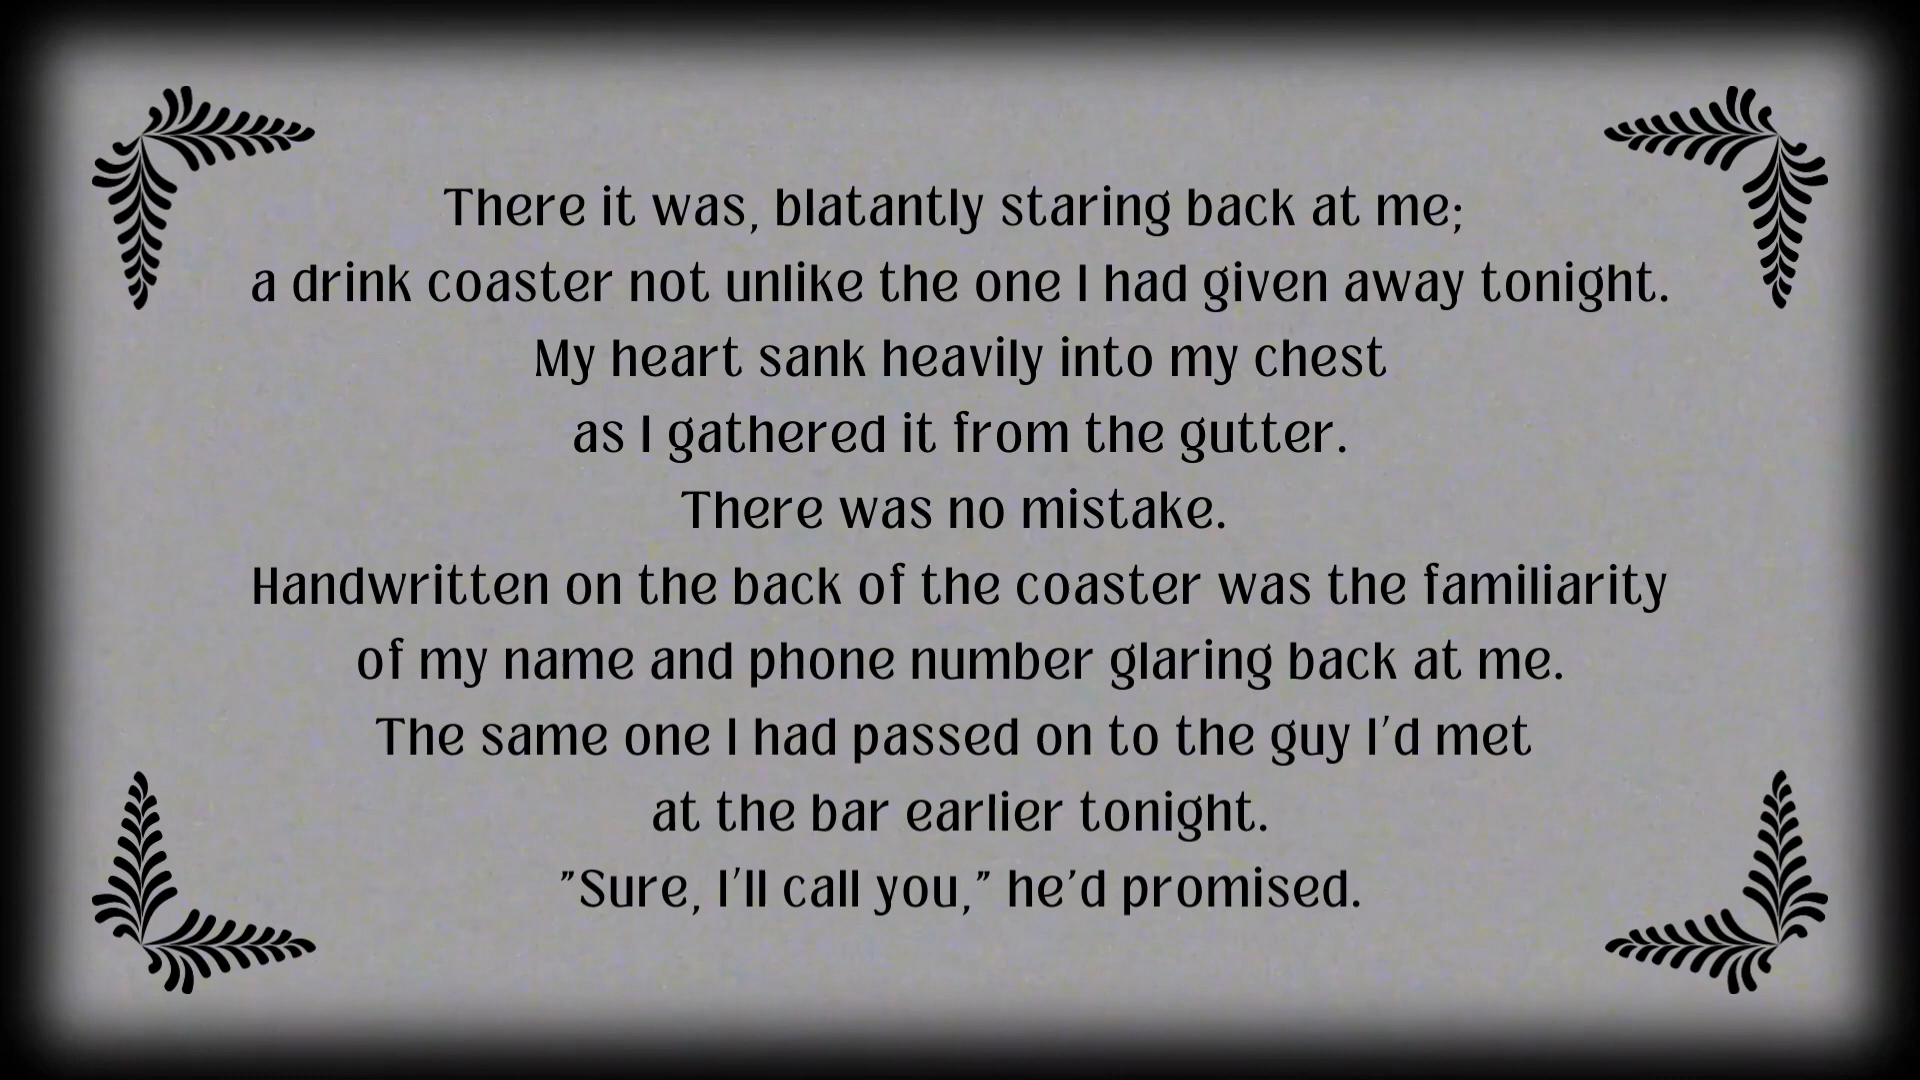 There it was, blatantly staring back at me;
a drink coaster not unlike the one I had given away tonight.
My heart sank heavily into my chest
as I gathered it from the gutter.
There was no mistake.
Handwritten on the back of the coaster was the familiarity
of my name and phone number glaring back at me.
The same one I had passed on to the guy I’d met
at the bar earlier tonight.
”Sure, I’ll call you,” he’d promised.